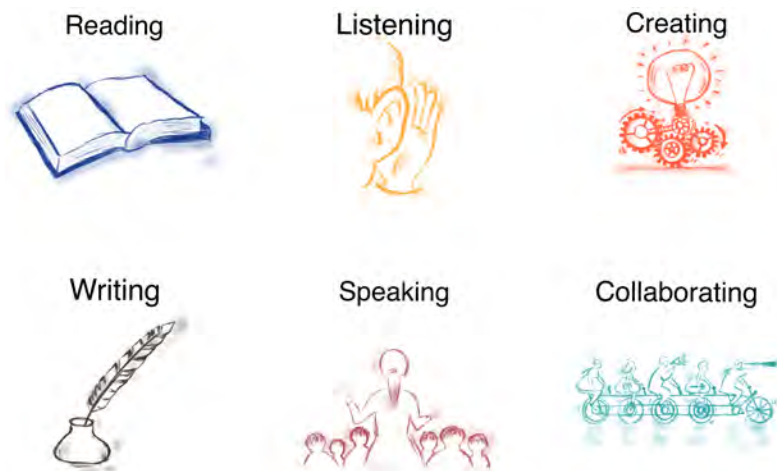 Reading
Listening
Creating
Writing
Speaking
Collaborating